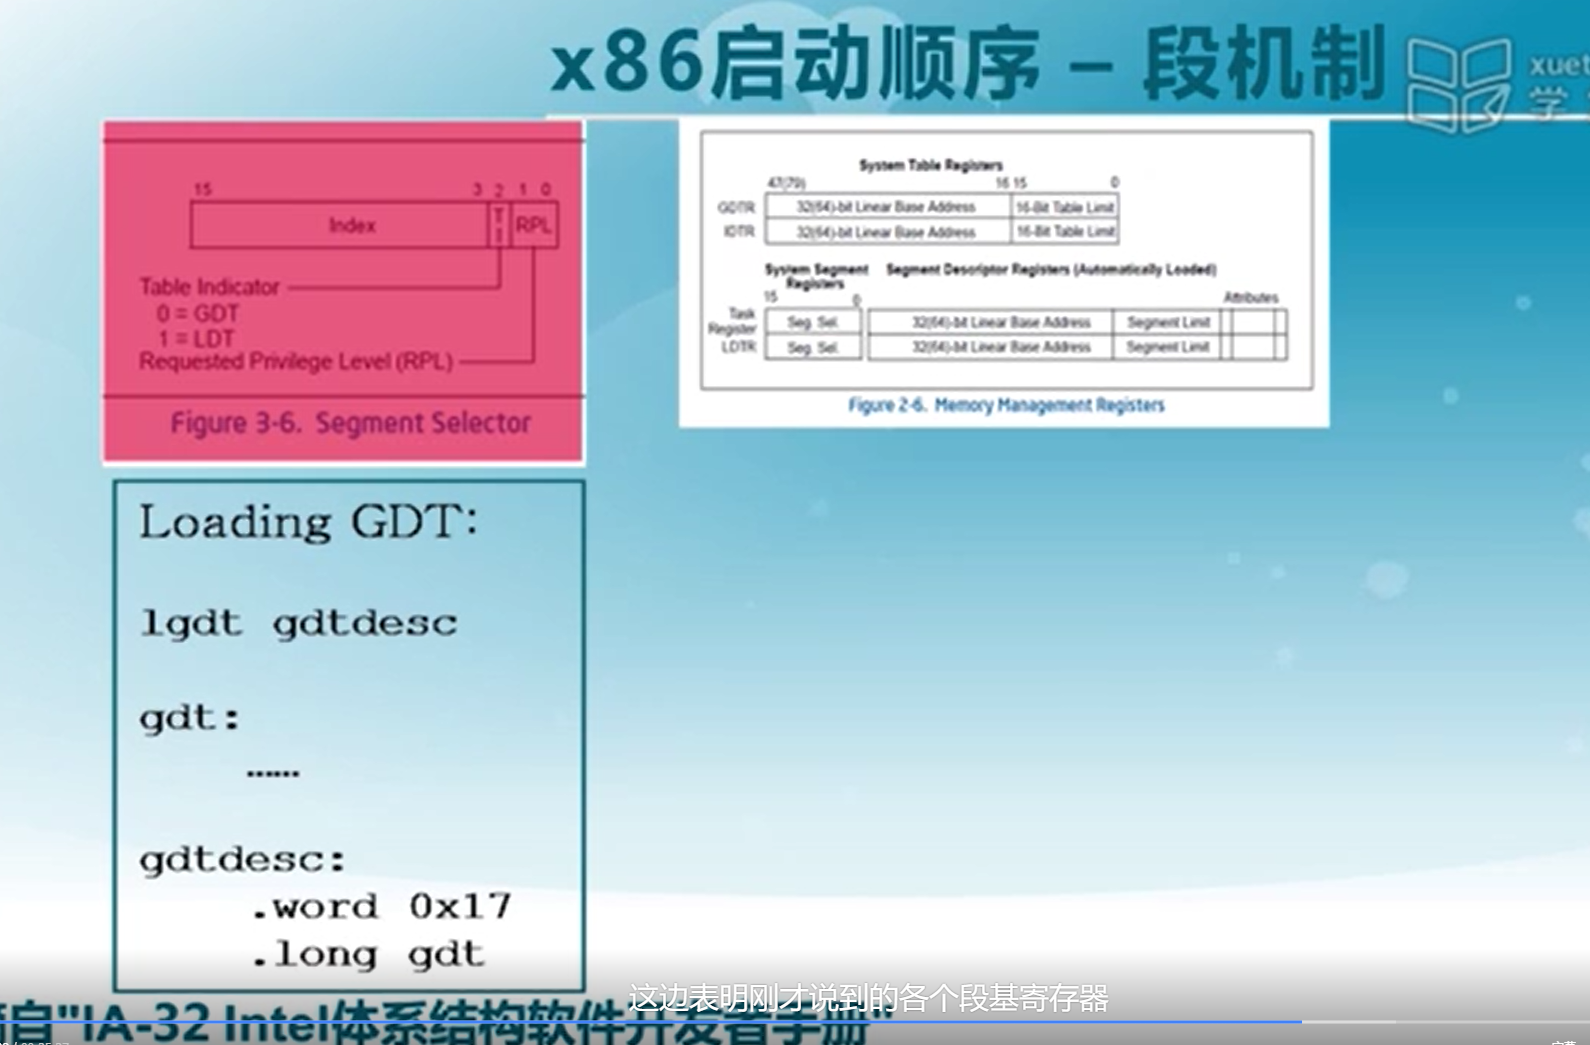 x86启动顺序 – 段机制
xuet
学
15 3 2 1 0
Index
T
I
RPL
Table Indicator
0 = GDT
1 = LDT
Requested Privilege Level (RPL)
Figure 3-6. Segment Selector
System Table Registers
47(79) 16 15 0
GDTR 32(64)-bit Linear Base Address 16-Bit Table Limit
IDTR 32(64)-bit Linear Base Address 16-Bit Table Limit
System Segment
Registers
Segment Descriptor Registers (Automatically Loaded)
15 0
Attributes
Task
Register
Seg. Sel. 32(64)-bit Linear Base Address Segment Limit
LDTR Seg. Sel. 32(64)-bit Linear Base Address Segment Limit
Figure 2-6. Memory Management Registers
Loading GDT:
lgdt gdtdesc
gdt:
……
gdtdesc:
.word 0x17
.long gdt
这边表明刚才说到的各个段基寄存器
自"IA-32 Intel体系结构软件开发者手册"